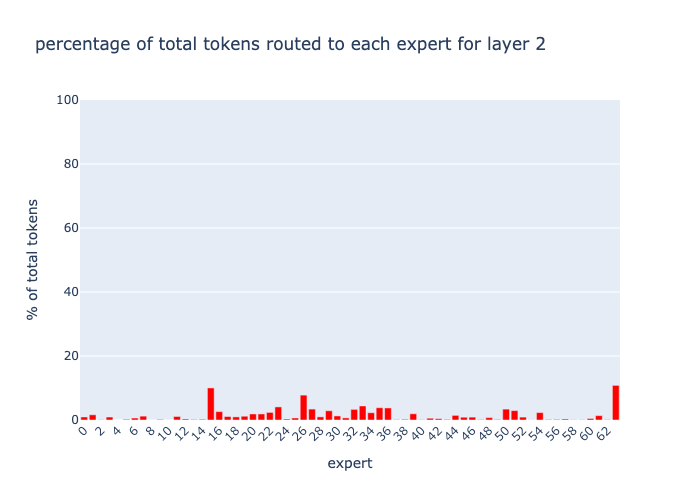 percentage of total tokens routed to each expert for layer 2
100
80
60
40
20
0
% of total tokens
0 2 4 6 8 10 12 14 16 18 20 22 24 26 28 30 32 34 36 38 40 42 44 46 48 50 52 54 56 58 60 62
expert